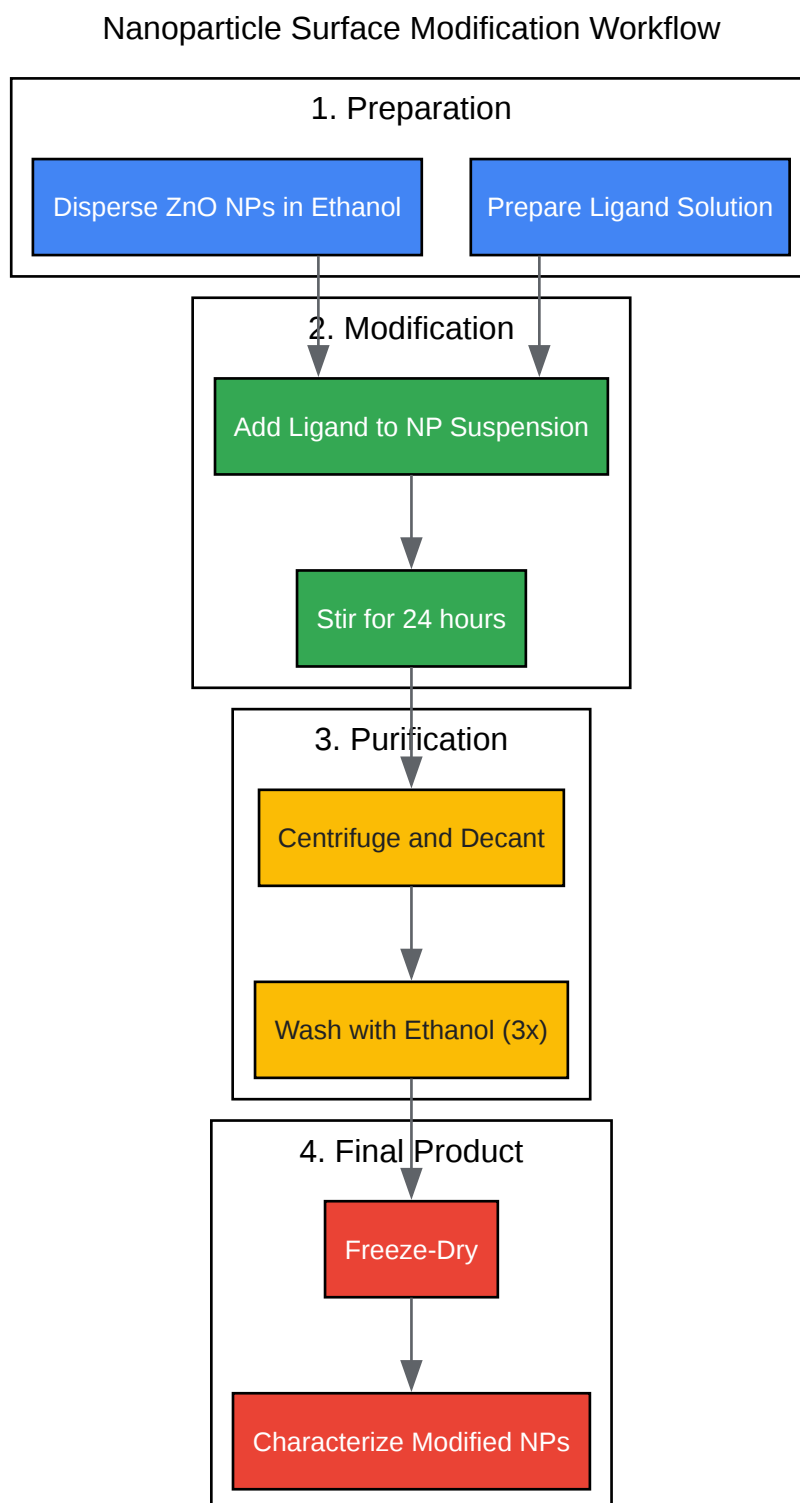 Nanoparticle Surface Modification Workflow
1. Preparation
Disperse ZnO NPs in Ethanol
Prepare Ligand Solution
2. Modification
Add Ligand to NP Suspension
Stir for 24 hours
3. Purification
Centrifuge and Decant
Wash with Ethanol (3x)
4. Final Product
Freeze-Dry
Characterize Modified NPs